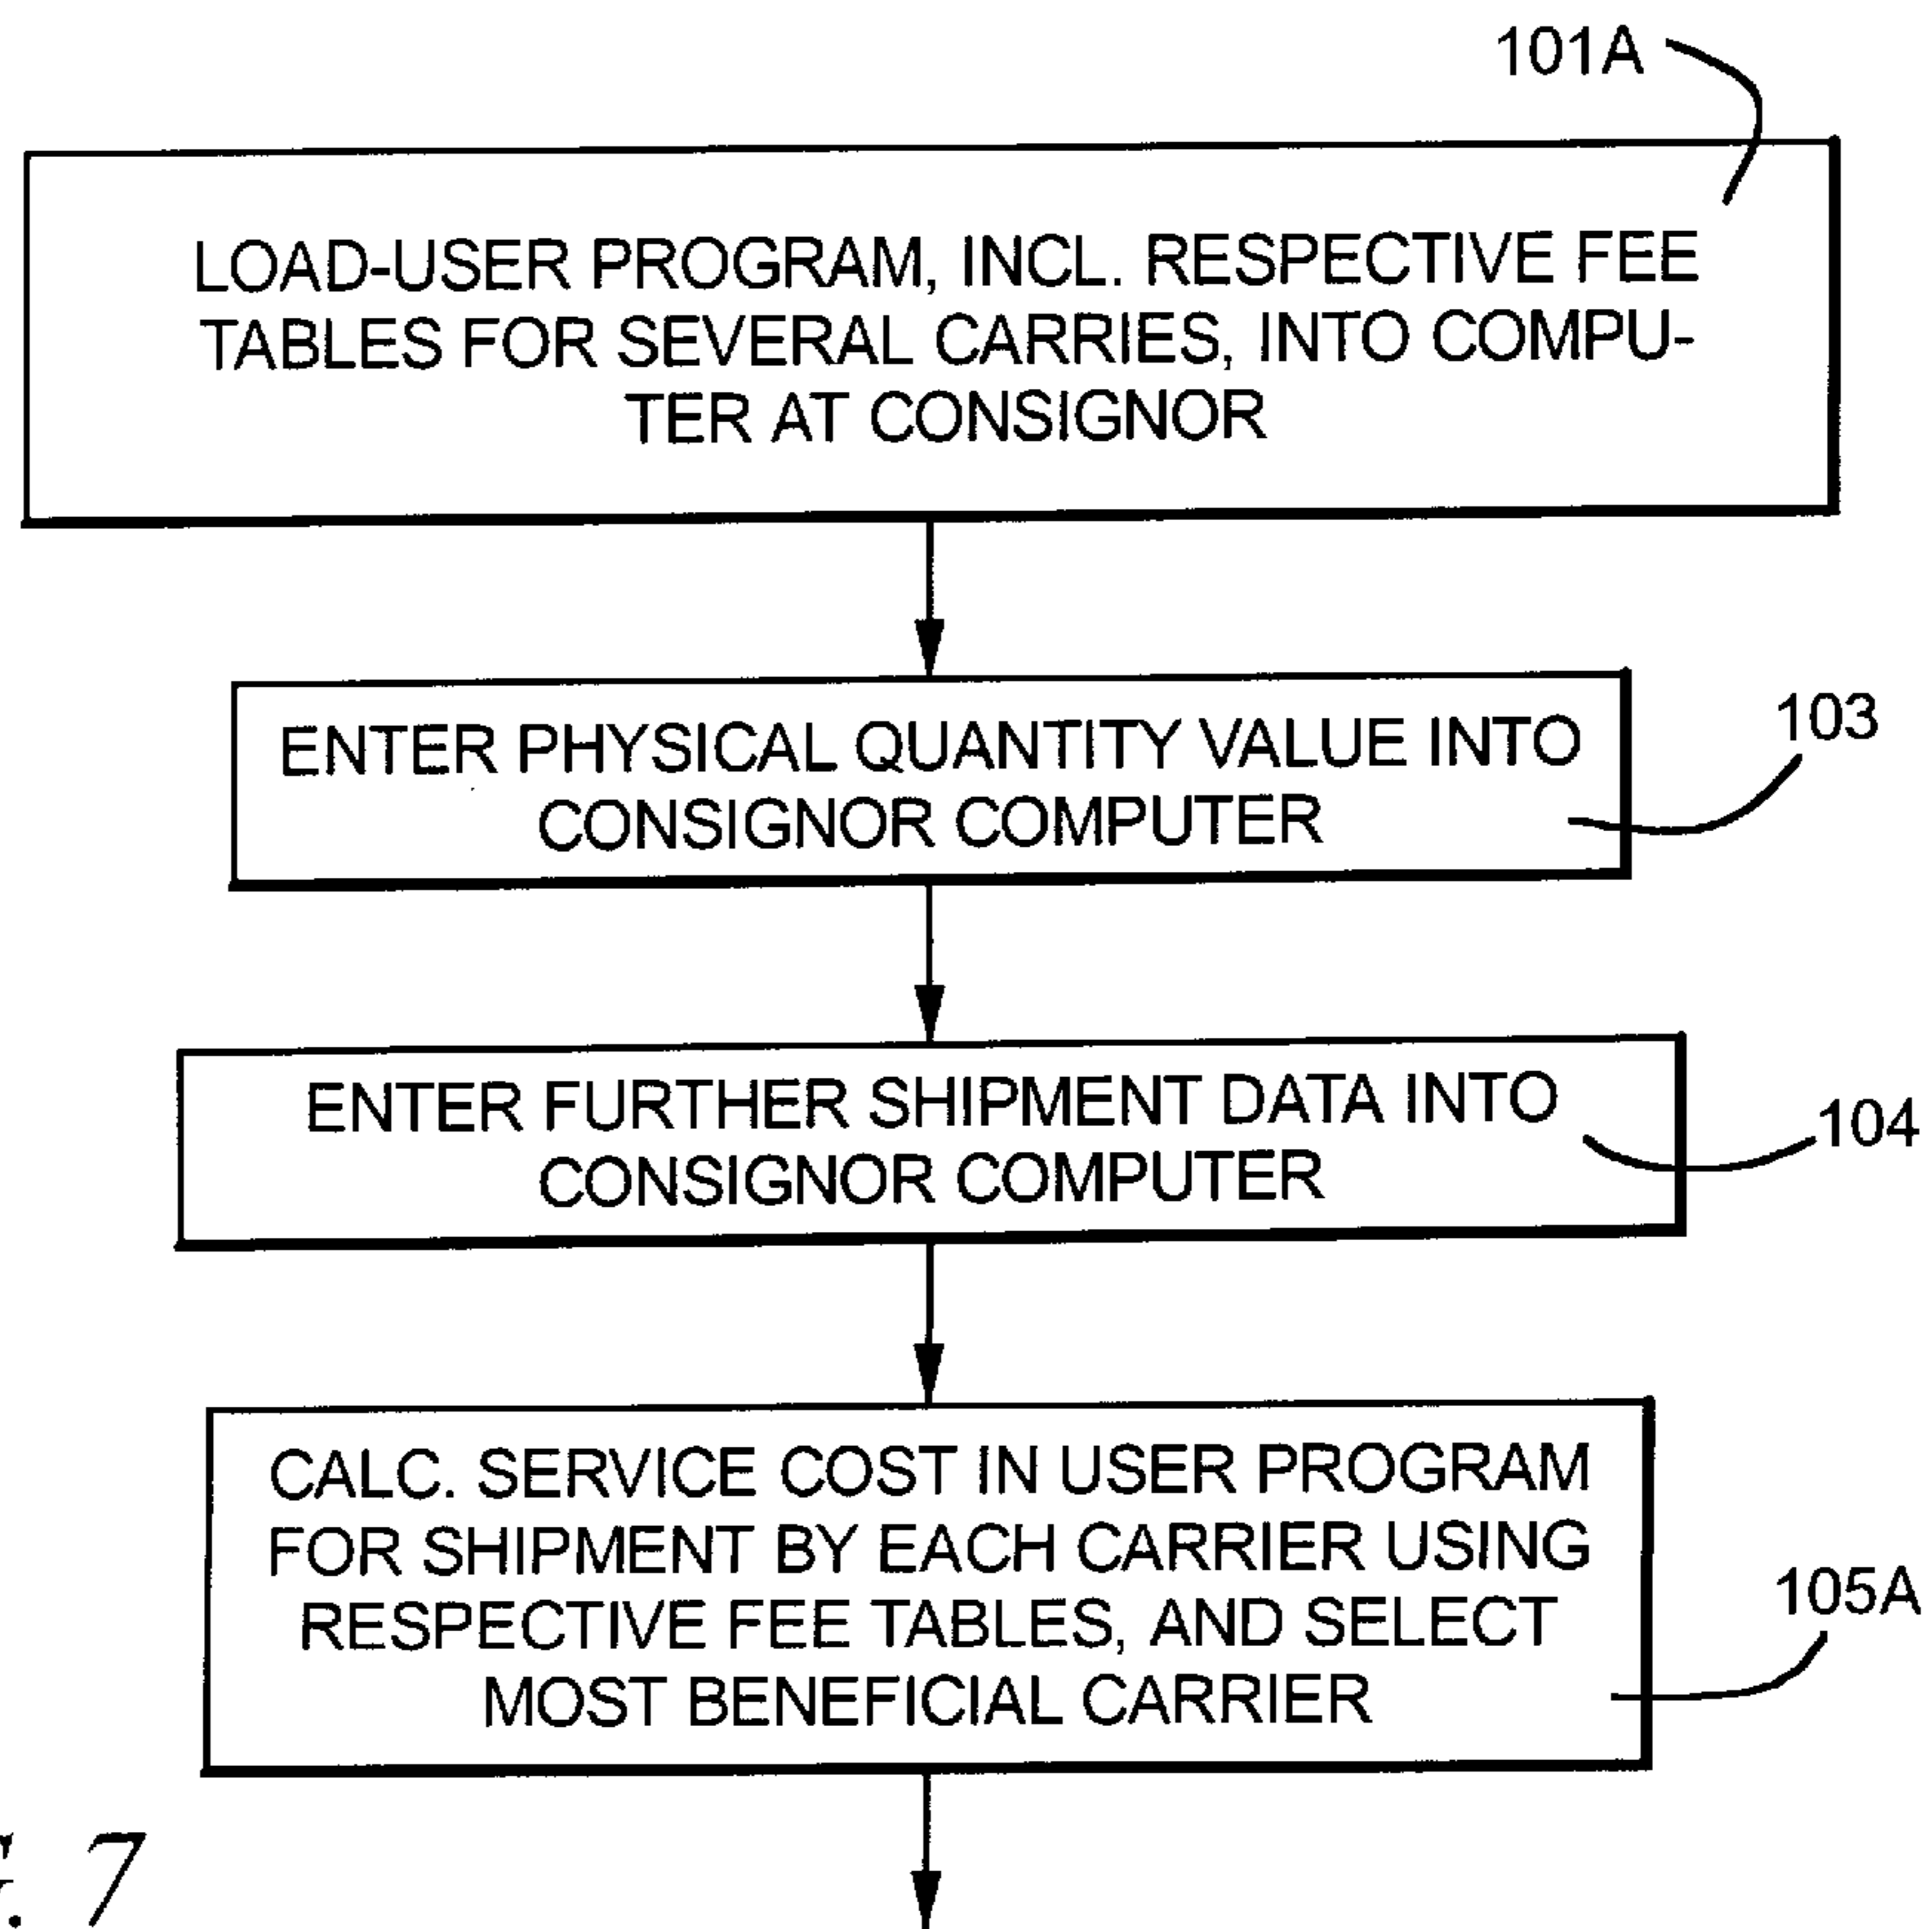 101A
LOAD-USER PROGRAM, INCL. RESPECTIVE FEE
TABLES FOR SEVERAL CARRIES, INTO COMPU-
TER AT CONSIGNOR
ENTER PHYSICAL QUANTITY VALUE INTO
CONSIGNOR COMPUTER
103
ENTER FURTHER SHIPMENT DATA INTO
CONSIGNOR COMPUTER
104
CALC. SERVICE COST IN USER PROGRAM
FOR SHIPMENT BY EACH CARRIER USING
RESPECTIVE FEE TABLES, AND SELECT
MOST BENEFICIAL CARRIER
105A
7